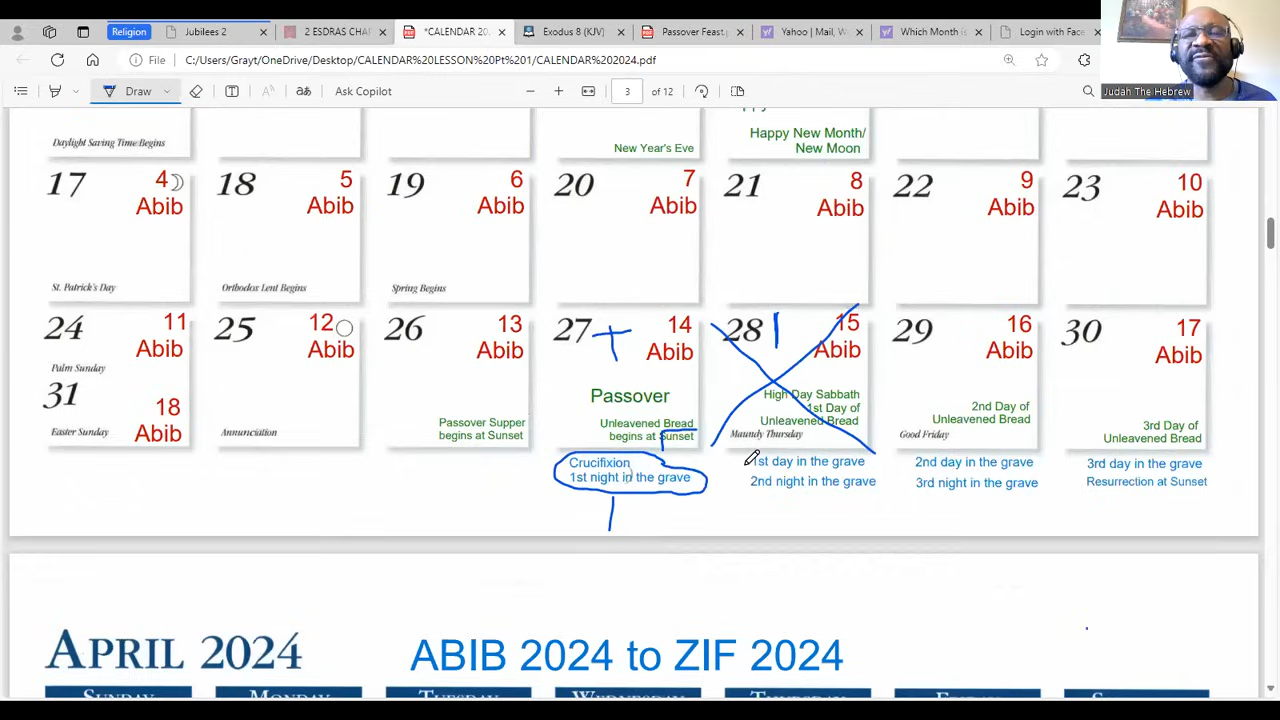 Religion
Jubilees 2
2 ESDRAS CHA
*CALENDAR 20
Exodus 8 (KJV)
Passover Feast.p
Yahoo | Mail, W
Which Month is
Login with Face
File
C:/Users/Grayt/OneDrive/Desktop/CALENDAR%20LESSON%20Pt%201/CALENDAR%202024.pdf
Draw
Ask Copilot
3 of 12
Judah The Hebrew
Daylight Saving Time Begins
New Year's Eve
Happy New Month/
New Moon
17 4 Abib
St. Patrick's Day
18 5 Abib
Orthodox Lent Begins
19 6 Abib
Spring Begins
20 7 Abib
21 8 Abib
22 9 Abib
23 10 Abib
24 11 Abib
Palm Sunday
31 18 Abib
Easter Sunday
25 12 Abib
Annunciation
26 13 Abib
Passover Supper
begins at Sunset
27 14 Abib
Passover
Unleavened Bread
begins at Sunset
Crucifixion
1st night in the grave
28 15 Abib
High Day Sabbath
1st Day of
Unleavened Bread
Maundy Thursday
1st day in the grave
2nd night in the grave
29 16 Abib
2nd Day of
Unleavened Bread
Good Friday
2nd day in the grave
3rd night in the grave
30 17 Abib
3rd Day of
Unleavened Bread
3rd day in the grave
Resurrection at Sunset
APRIL 2024
ABIB 2024 to ZIF 2024
SUNDAY
MONDAY
TUESDAY
WEDNESDAY
THURSDAY
FRIDAY